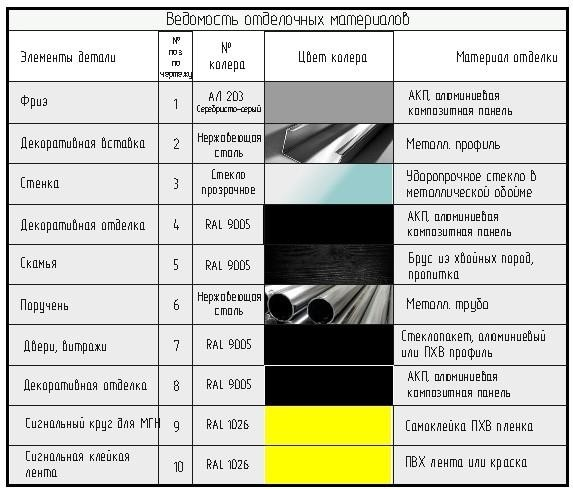 Ведомость отделочных материалов
Элементы детали
№
поз
по
чертежу
№
колера
Цвет колера
Материал отделки
Фриз
1
АЛ 203
Серебристо-серый
АКП, алюминиевая
композитная панель
Декоративная вставка
2
Нержавеющая
сталь
Металл. профиль
Стенка
3
Стекло
прозрачное
Ударопрочное стекло в
металлической обойме
Декоративная отделка
4
RAL 9005
АКП, алюминиевая
композитная панель
Скамья
5
RAL 9005
Брус из хвойных пород,
пропитка
Поручень
6
Нержавеющая
сталь
Металл. труба
Двери, витражи
7
RAL 9005
Стеклопакет, алюминиевый
или ПХВ профиль
Декоративная отделка
8
RAL 9005
АКП, алюминиевая
композитная панель
Сигнальный круг для МГН
9
RAL 1026
Самоклейка ПХВ пленка
Сигнальная клейкая
лента
10
RAL 1026
ПВХ лента или краска